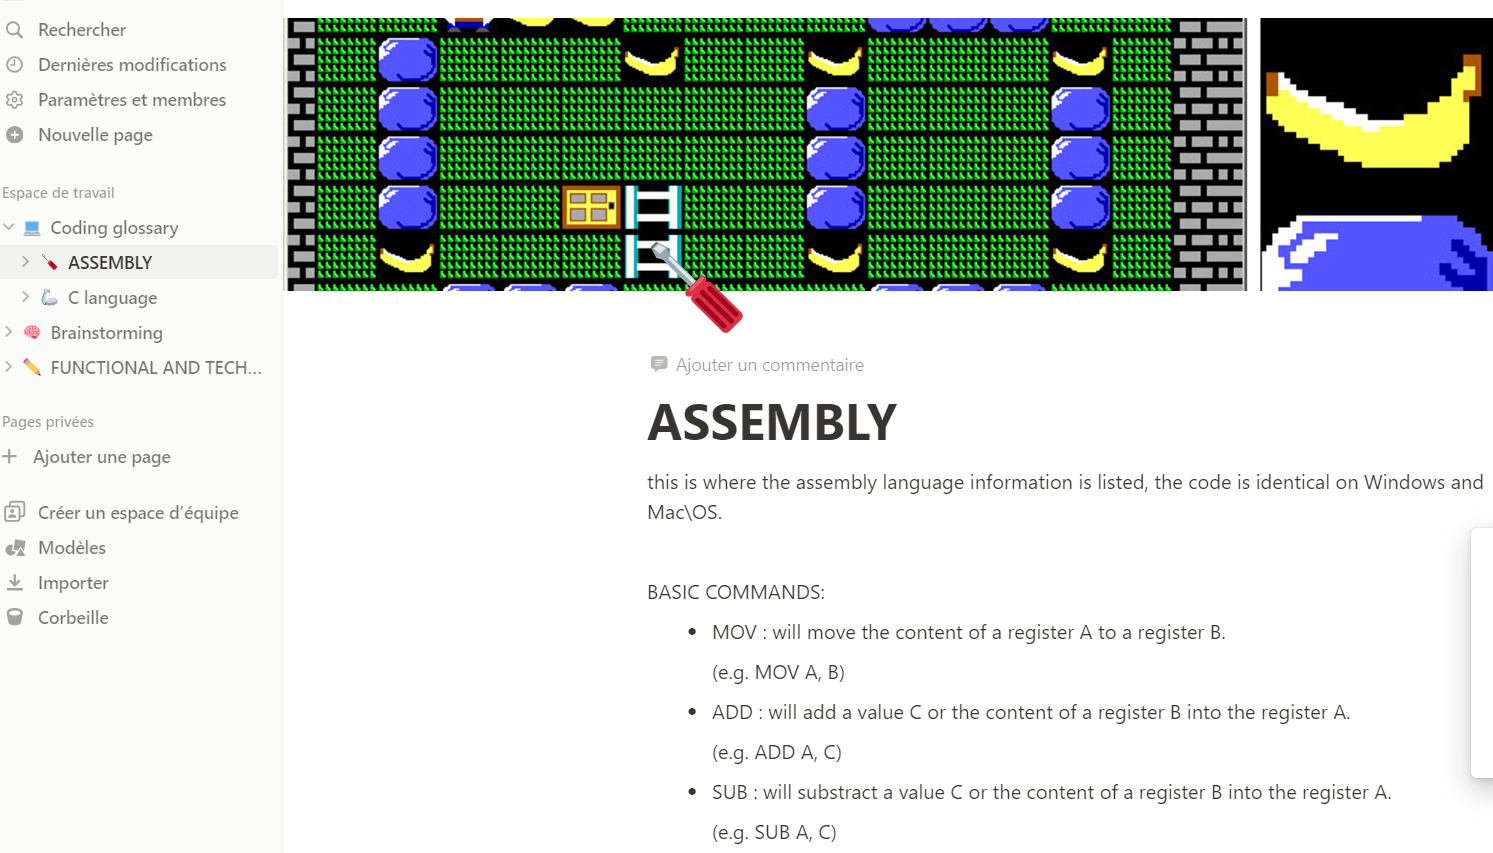 Rechercher
Dernières modifications
Paramètres et membres
Nouvelle page
Espace de travail
Coding glossary
ASSEMBLY
C language
Brainstorming
FUNCTIONAL AND TECH...
Pages privées
Ajouter une page
Créer un espace d’équipe
Modèles
Importer
Corbeille
Ajouter un commentaire
ASSEMBLY
this is where the assembly language information is listed, the code is identical on Windows and
Mac\OS.
BASIC COMMANDS:
• MOV : will move the content of a register A to a register B.
(e.g. MOV A, B)
• ADD : will add a value C or the content of a register B into the register A.
(e.g. ADD A, C)
• SUB : will substract a value C or the content of a register B into the register A.
(e.g. SUB A, C)